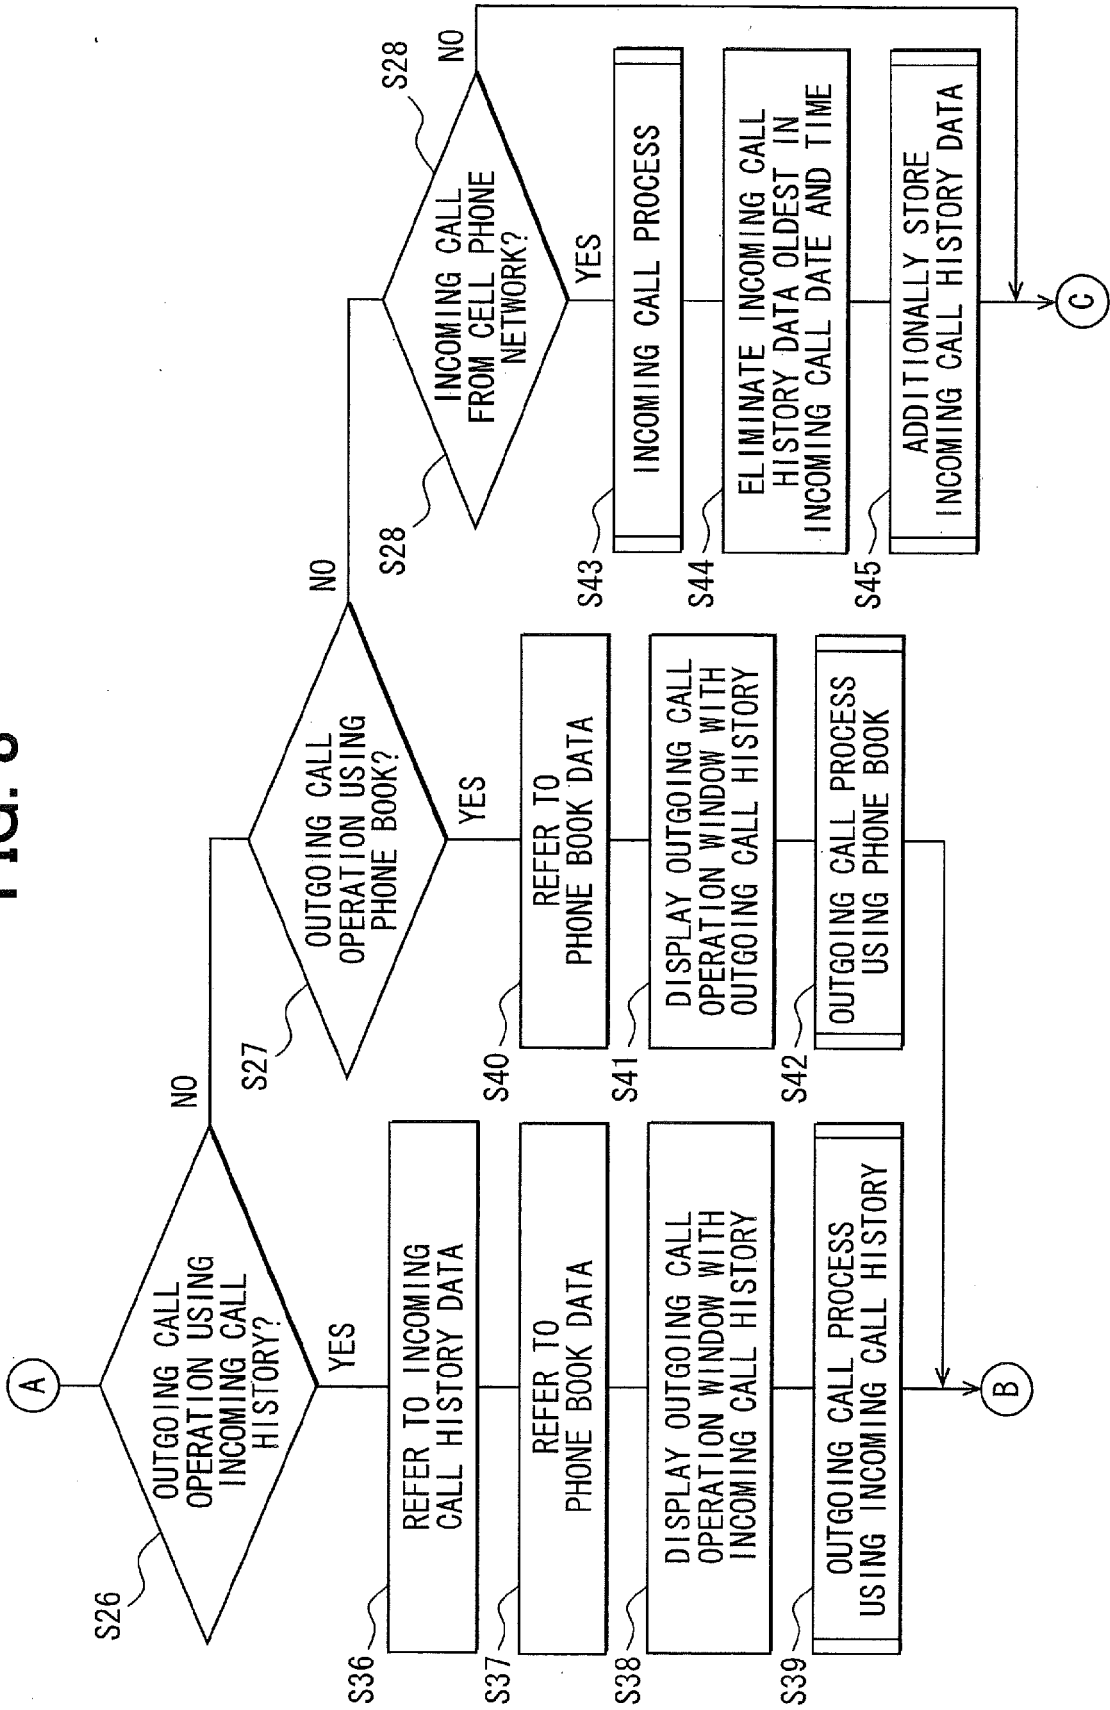 A
S26
OUTGOING CALL
OPERATION USING
INCOMING CALL
HISTORY?
NO
YES
S36
REFER TO INCOMING
CALL HISTORY DATA
S37
REFER TO
PHONE BOOK DATA
S38
DISPLAY OUTGOING CALL
OPERATION WINDOW WITH
INCOMING CALL HISTORY
S39
OUTGOING CALL PROCESS
USING INCOMING CALL HISTORY
B
S27
OUTGOING CALL
OPERATION USING
PHONE BOOK?
NO
YES
S40
REFER TO
PHONE BOOK DATA
S41
DISPLAY OUTGOING CALL
OPERATION WINDOW WITH
OUTGOING CALL HISTORY
S42
OUTGOING CALL PROCESS
USING PHONE BOOK
S28
S28
INCOMING CALL
FROM CELL PHONE
NETWORK?
NO
YES
S43
INCOMING CALL PROCESS
S44
ELIMINATE INCOMING CALL
HISTORY DATA OLDEST IN
INCOMING CALL DATE AND TIME
S45
ADDITIONALLY STORE
INCOMING CALL HISTORY DATA
C